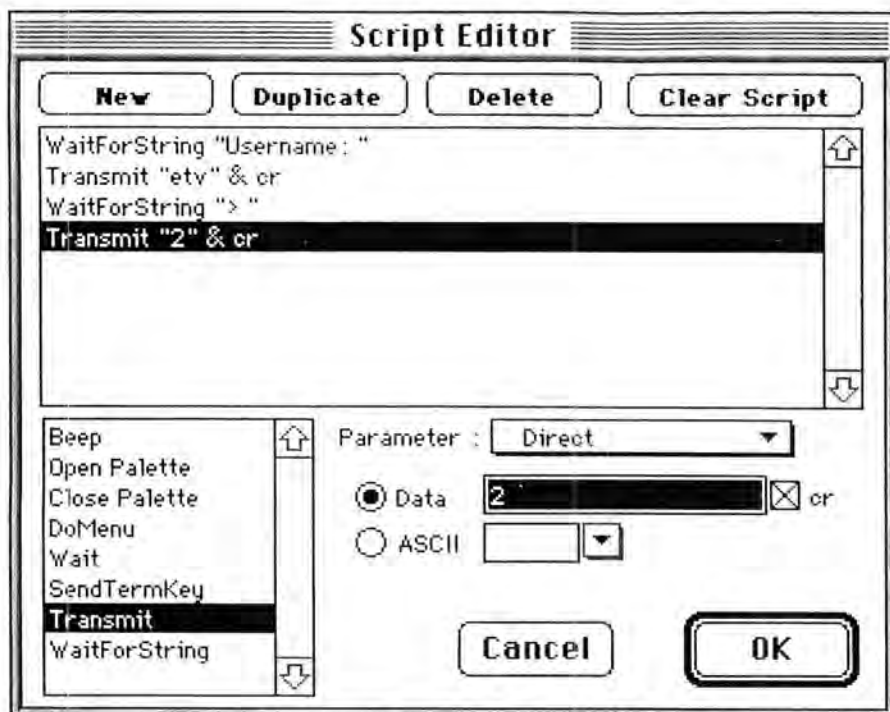 Script Editor
New Duplicate Delete Clear Script
WaitForString "Username: "
Transmit "etv" & cr
WaitForString "> "
Transmit "2" & cr
Beep
Open Palette
Close Palette
DoMenu
Wait
SendTermKey
Transmit
WaitForString
Parameter : Direct
Data 2 cr
ASCII
Cancel OK